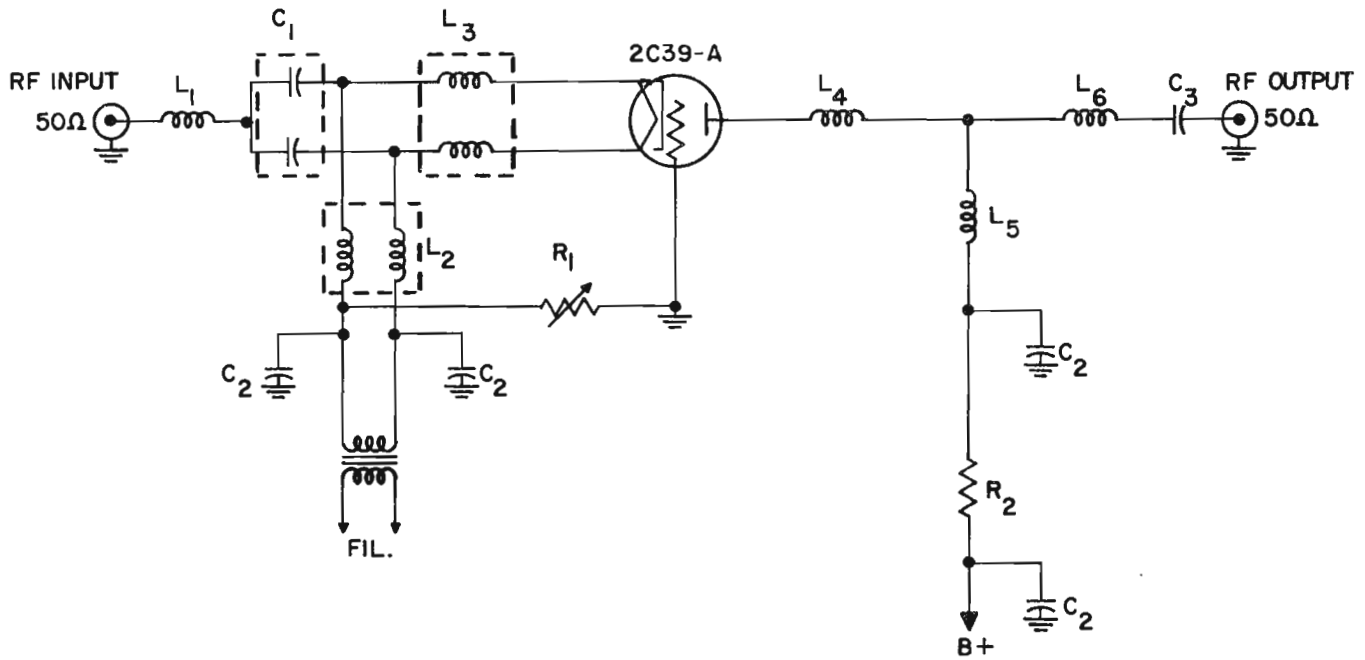 C1
L3
2C39-A
RF INPUT
50Ω
L1
L4
L6
C3
RF OUTPUT
50Ω
L2
L5
R1
C2
C2
C2
R2
FIL.
C2
B+